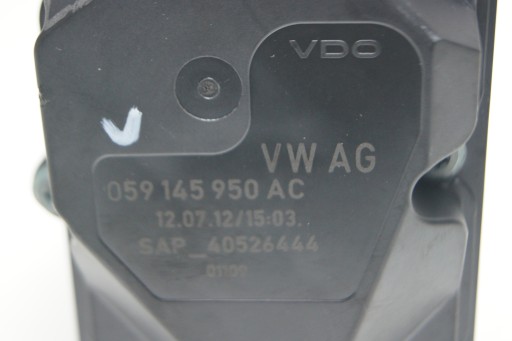 VDO
VW AG
059 145 950 AC
12.07.12/15:03
SAP_40526444